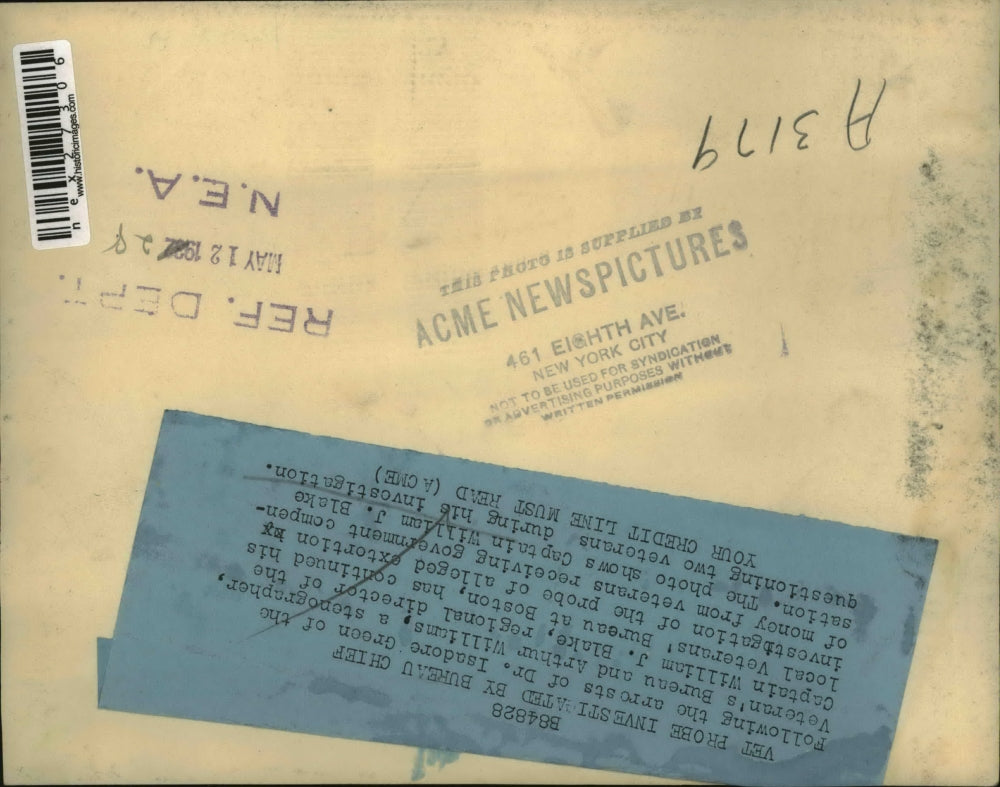 nex27306
www.historicimages.com
A 3179
N.E.A.
MAY 12 28
REF. DEPT.
THIS PHOTO IS SUPPLIED BY
ACME NEWSPICTURES
461 EIGHTH AVE.
NEW YORK CITY
NOT TO BE USED FOR SYNDICATION
OR ADVERTISING PURPOSES WITHOUT
WRITTEN PERMISSION
B84828
VET PROBE INVESTIGATED BY BUREAU CHIEF
Following the arrests of Dr. Isadore Green of the
Veteran's Bureau and Arthur Williams, a stenographer,
Captain William J. Blake, regional director of the
local Veterans' Bureau at Boston, has continued his
investigation of the probe of alleged extortion
of money from veterans receiving government compen-
sation. The photo shows Captain William J. Blake
questioning two veterans during his investigation.
YOUR CREDIT LINE MUST READ (ACME)